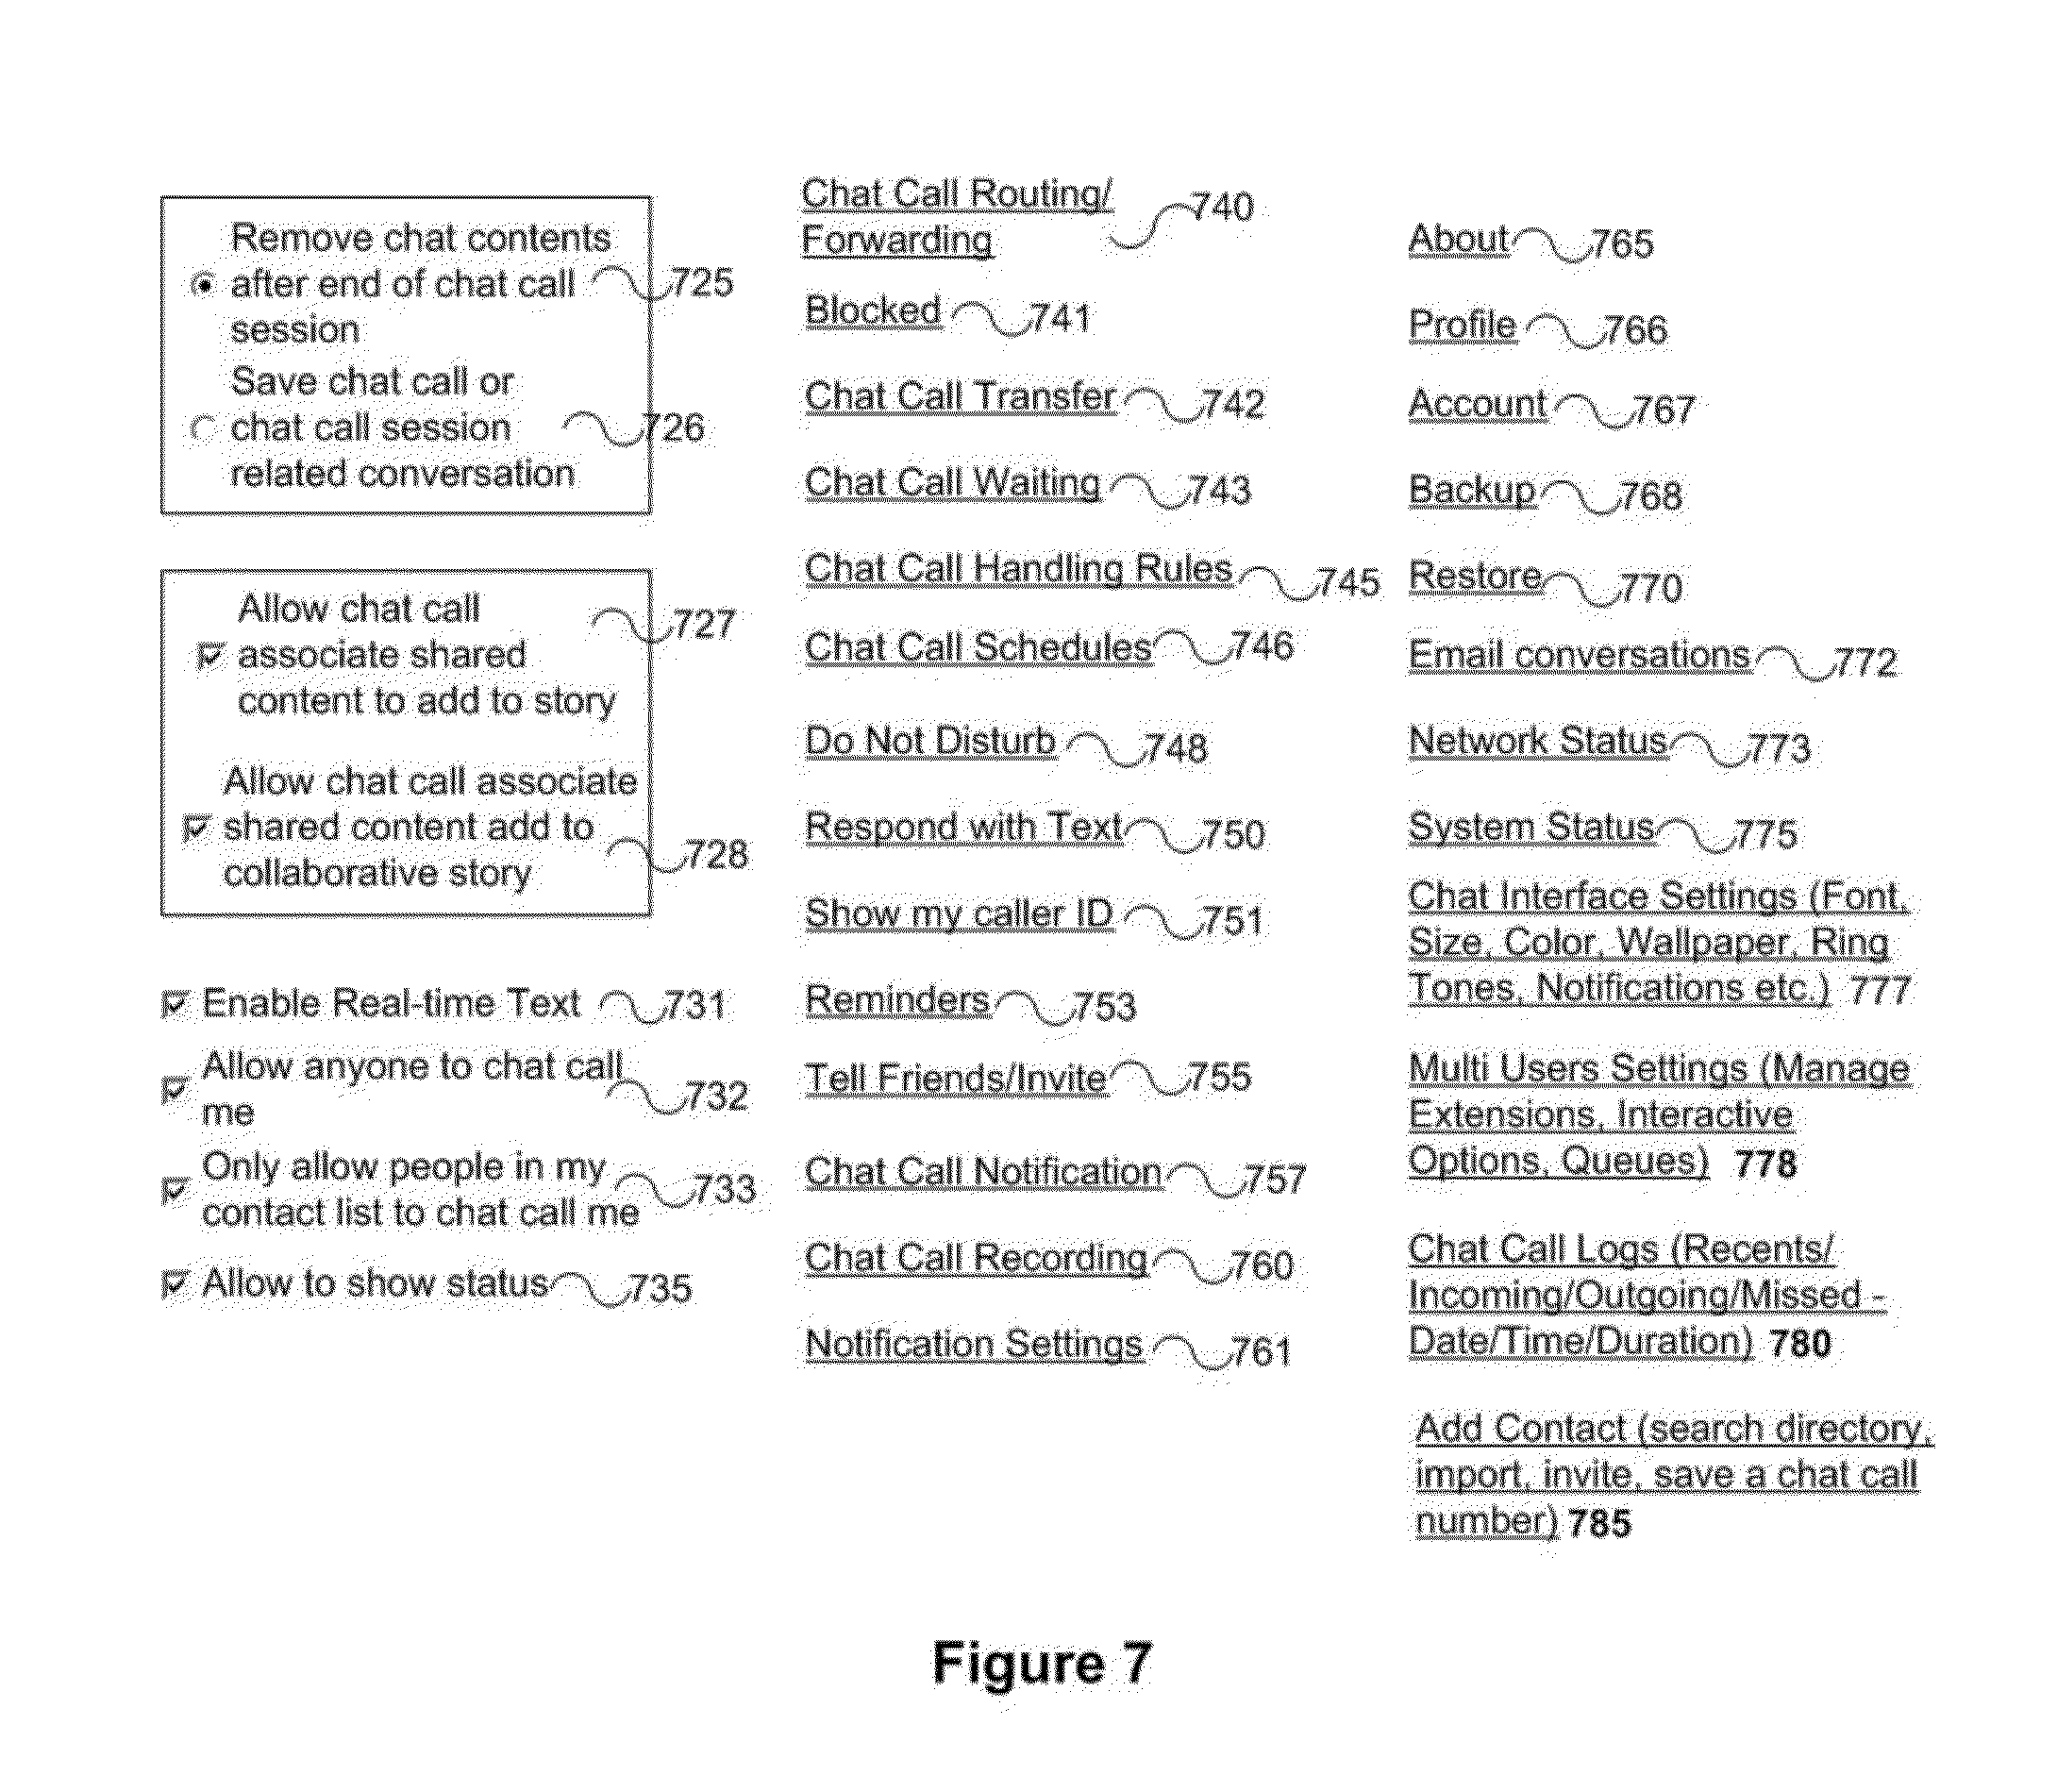 Remove chat contents
after end of chat call 725
session
Save chat call or
chat call session 726
related conversation
Allow chat call 727
associate shared
content to add to story
Allow chat call associate
shared content add to
collaborative story 728
Enable Real-time Text 731
Allow anyone to chat call
me 732
Only allow people in my
contact list to chat call me 733
Allow to show status 735
Chat Call Routing/ 740
Forwarding
Blocked 741
Chat Call Transfer 742
Chat Call Waiting 743
Chat Call Handling Rules 745
Chat Call Schedules 746
Do Not Disturb 748
Respond with Text 750
Show my caller ID 751
Reminders 753
Tell Friends/Invite 755
Chat Call Notification 757
Chat Call Recording 760
Notification Settings 761
About 765
Profile 766
Account 767
Backup 768
Restore 770
Email conversations 772
Network Status 773
System Status 775
Chat Interface Settings (Font,
Size, Color, Wallpaper, Ring
Tones, Notifications etc.) 777
Multi Users Settings (Manage
Extensions, Interactive
Options, Queues) 778
Chat Call Logs (Recents/
Incoming/Outgoing/Missed -
Date/Time/Duration) 780
Add Contact (search directory,
import, invite, save a chat call
number) 785
Figure 7